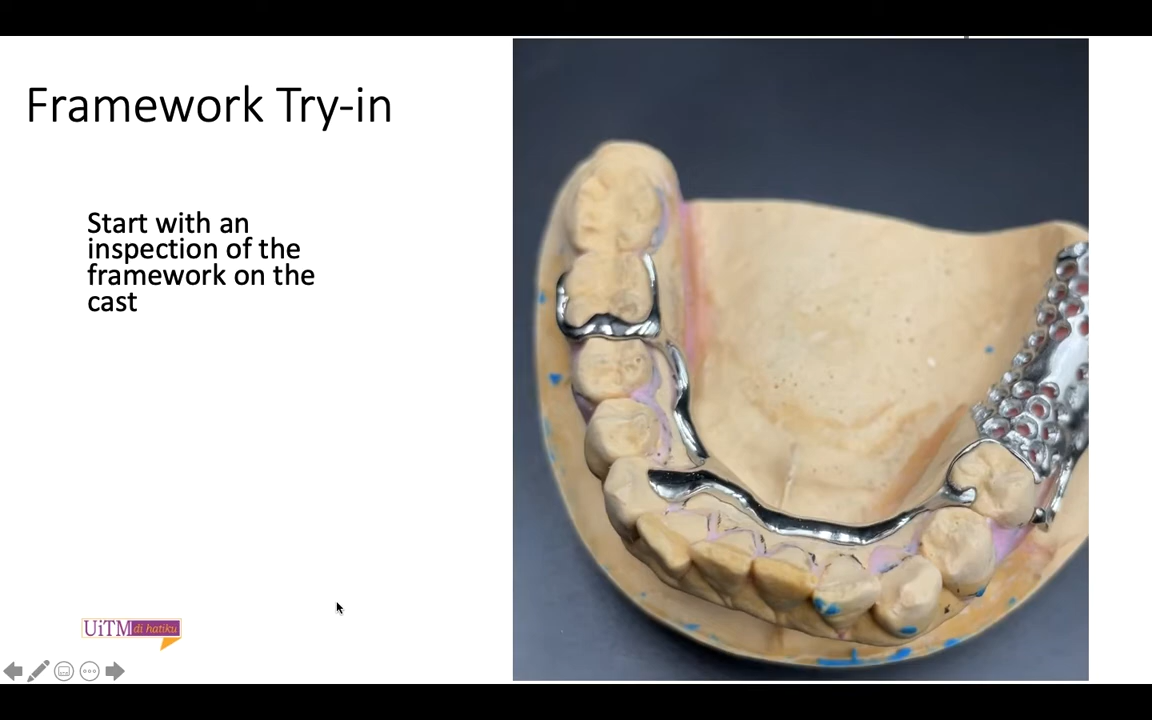 Framework Try-in
Start with an
inspection of the
framework on the
cast
UiTM di hatiku